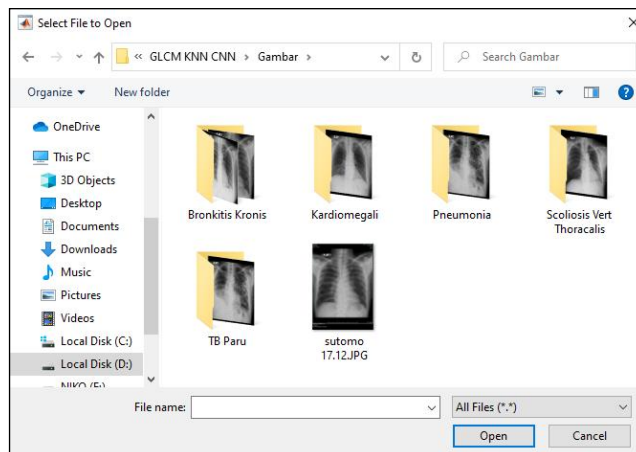 Select File to Open
« GLCM KNN CNN › Gambar ›
Search Gambar
Organize
New folder
OneDrive
This PC
3D Objects
Desktop
Documents
Downloads
Music
Pictures
Videos
Local Disk (C:)
Local Disk (D:)
Bronkitis Kronis
Kardiomegali
Pneumonia
Scoliosis Vert
Thoracalis
TB Paru
sutomo
17.12.JPG
File name:
All Files (*.*)
Open
Cancel